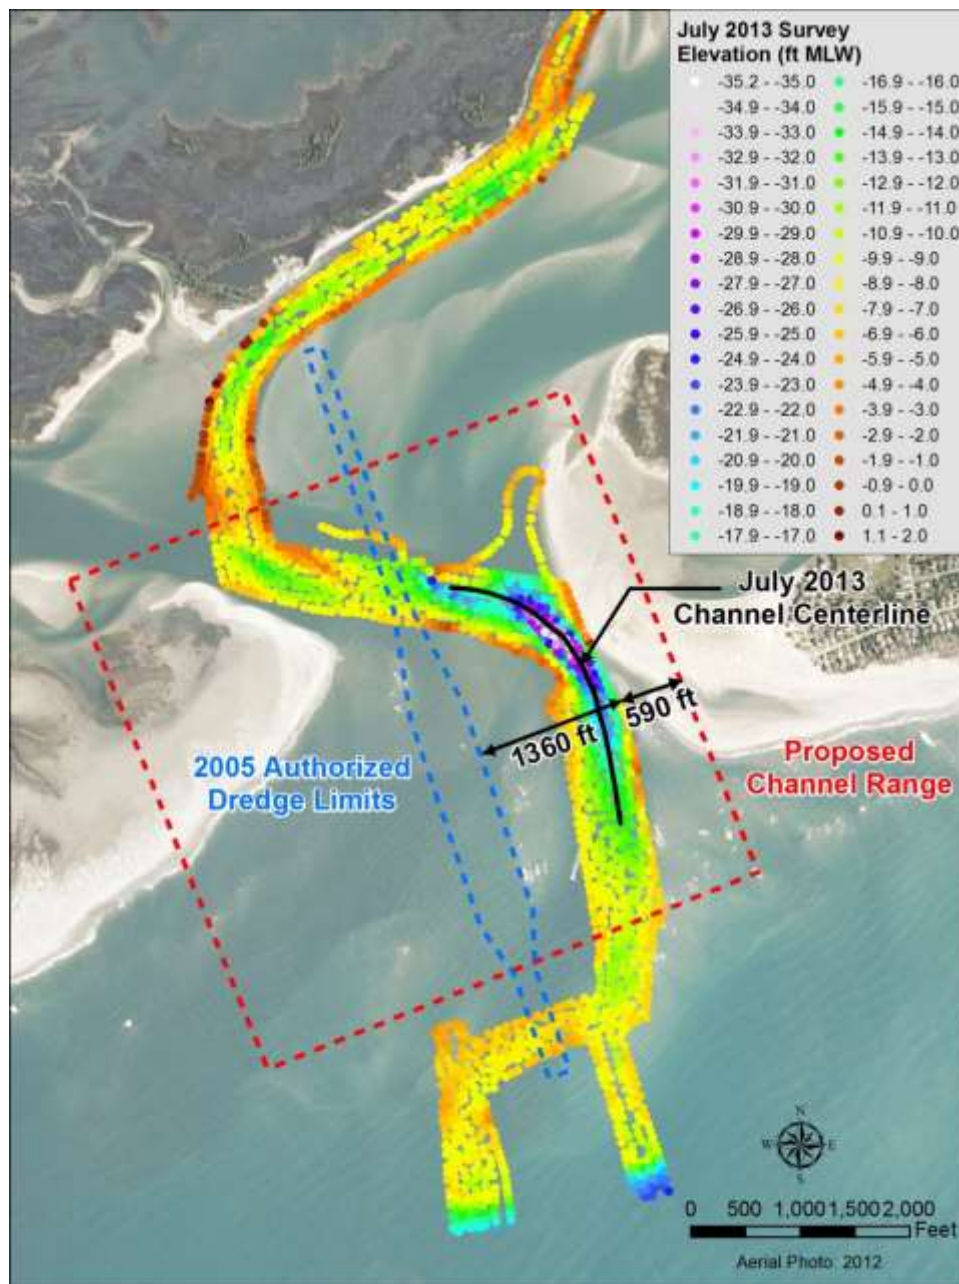 July 2013 Survey
Elevation (ft MLW)
-35.2 - -35.0
-34.9 - -34.0
-33.9 - -33.0
-32.9 - -32.0
-31.9 - -31.0
-30.9 - -30.0
-29.9 - -29.0
-28.9 - -28.0
-27.9 - -27.0
-26.9 - -26.0
-25.9 - -25.0
-24.9 - -24.0
-23.9 - -23.0
-22.9 - -22.0
-21.9 - -21.0
-20.9 - -20.0
-19.9 - -19.0
-18.9 - -18.0
-17.9 - -17.0
-16.9 - -16.0
-15.9 - -15.0
-14.9 - -14.0
-13.9 - -13.0
-12.9 - -12.0
-11.9 - -11.0
-10.9 - -10.0
-9.9 - -9.0
-8.9 - -8.0
-7.9 - -7.0
-6.9 - -6.0
-5.9 - -5.0
-4.9 - -4.0
-3.9 - -3.0
-2.9 - -2.0
-1.9 - -1.0
-0.9 - 0.0
0.1 - 1.0
1.1 - 2.0
July 2013
Channel Centerline
590 ft
1360 ft
2005 Authorized
Dredge Limits
Proposed
Channel Range
N
W
E
S
0 500 1,000 1,500 2,000
Feet
Aerial Photo: 2012